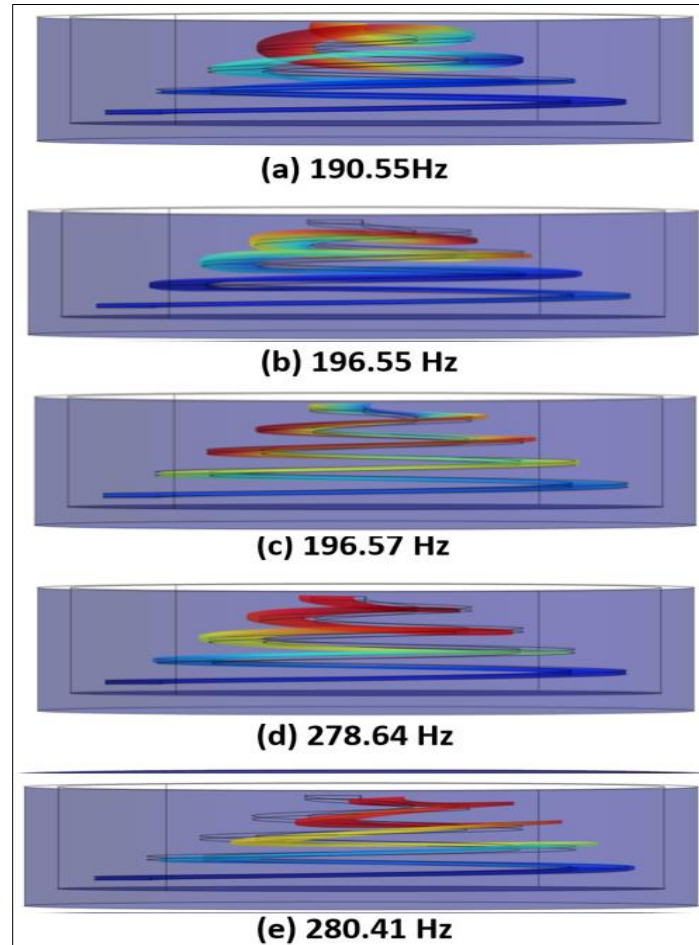 (a) 190.55Hz
(b) 196.55 Hz
(c) 196.57 Hz
(d) 278.64 Hz
(e) 280.41 Hz